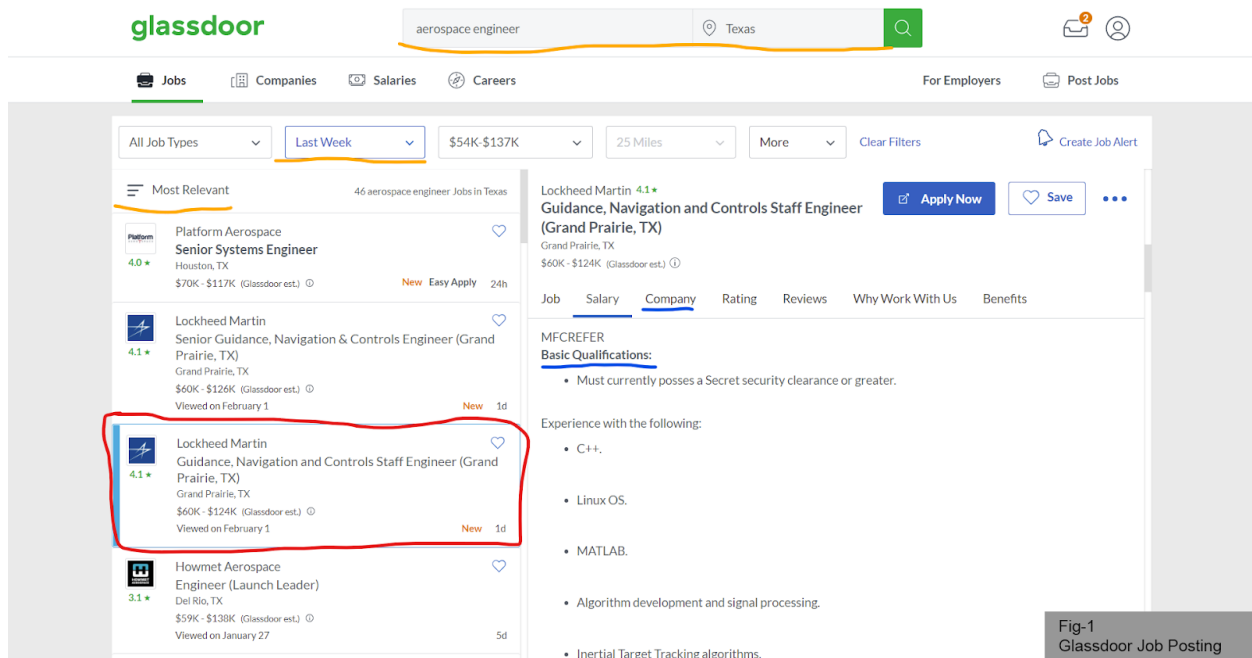 glassdoor
aerospace engineer
Texas
2
Jobs
Companies
Salaries
Careers
For Employers
Post Jobs
All Job Types
Last Week
$54K-$137K
25 Miles
More
Clear Filters
Create Job Alert
Most Relevant
46 aerospace engineer Jobs in Texas
Platform
4.0 ★
Platform Aerospace
Senior Systems Engineer
Houston, TX
$70K - $117K (Glassdoor est.)
New Easy Apply 24h
4.1 ★
Lockheed Martin
Senior Guidance, Navigation & Controls Engineer (Grand
Prairie, TX)
Grand Prairie, TX
$60K - $126K (Glassdoor est.)
Viewed on February 1
New 1d
4.1 ★
Lockheed Martin
Guidance, Navigation and Controls Staff Engineer (Grand
Prairie, TX)
Grand Prairie, TX
$60K - $124K (Glassdoor est.)
Viewed on February 1
New 1d
HOWMET
3.1 ★
Howmet Aerospace
Engineer (Launch Leader)
Del Rio, TX
$59K - $138K (Glassdoor est.)
Viewed on January 27
5d
Lockheed Martin 4.1 ★
Guidance, Navigation and Controls Staff Engineer
(Grand Prairie, TX)
Grand Prairie, TX
$60K - $124K (Glassdoor est.)
Apply Now
Save
Job
Salary
Company
Rating
Reviews
Why Work With Us
Benefits
MFCREFER
Basic Qualifications:
• Must currently posses a Secret security clearance or greater.
Experience with the following:
• C++.
• Linux OS.
• MATLAB.
• Algorithm development and signal processing.
• Inertial Target Tracking algorithms.
Fig-1
Glassdoor Job Posting